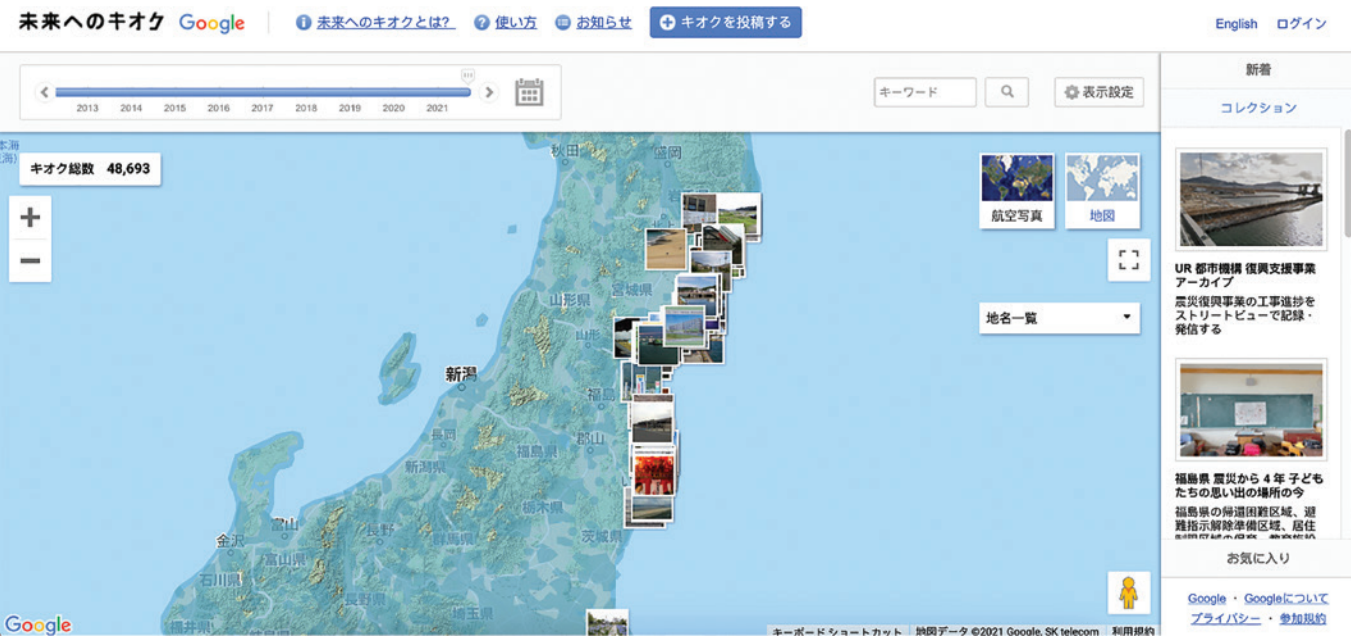 未来へのキオク Google
未来へのキオクとは?
使い方
お知らせ
キオクを投稿する
English ログイン
2013 2014 2015 2016 2017 2018 2019 2020 2021
キーワード
表示設定
新着
コレクション
キオク総数 48,693
航空写真
地図
地名一覧
秋田
盛岡
宮城県
山形県
山形
新潟
福島
郡山
福島県
長岡
新潟県
栃木県
茨城県
富山
金沢
長野
群馬県
富山県
石川県
長野県
埼玉県
福井県
UR 都市機構 復興支援事業
アーカイブ
震災復興事業の工事進捗を
ストリートビューで記録・
発信する
福島県 震災から 4 年 子ども
たちの思い出の場所の今
福島県の帰還困難区域、避
難指示解除準備区域、居住
お気に入り
Google ・ Googleについて
プライバシー ・ 参加規約
Google
キーボード ショートカット 地図データ ©2021 Google, SK telecom 利用規約